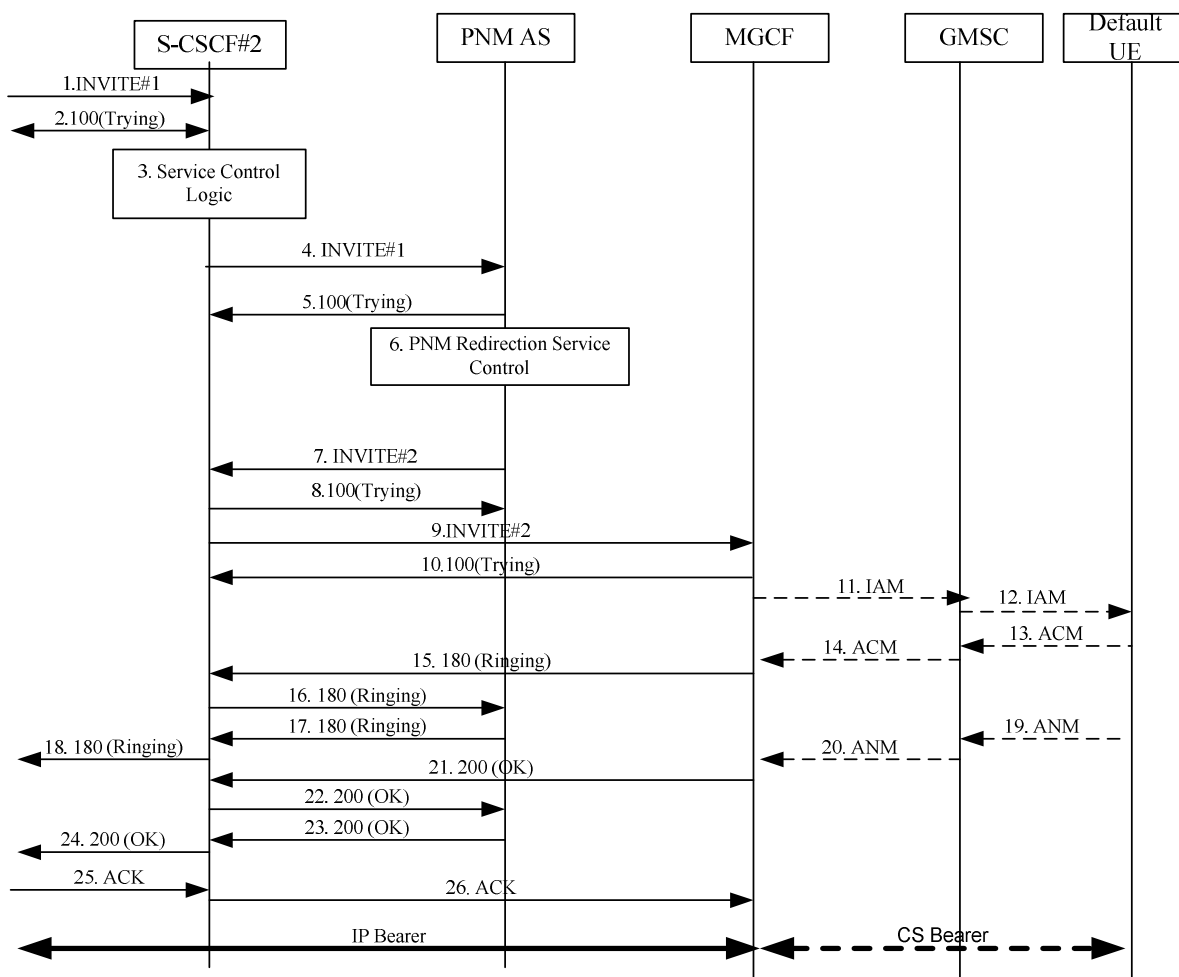 S-CSCF#2
PNM AS
MGCF
GMSC
Default
UE
1.INVITE#1
2.100(Trying)
3. Service Control
Logic
4. INVITE#1
5.100(Trying)
6. PNM Redirection Service
Control
7. INVITE#2
8.100(Trying)
9.INVITE#2
10.100(Trying)
11. IAM
12. IAM
13. ACM
14. ACM
15. 180 (Ringing)
16. 180 (Ringing)
17. 180 (Ringing)
18. 180 (Ringing)
19. ANM
20. ANM
21. 200 (OK)
22. 200 (OK)
23. 200 (OK)
24. 200 (OK)
25. ACK
26. ACK
IP Bearer
CS Bearer